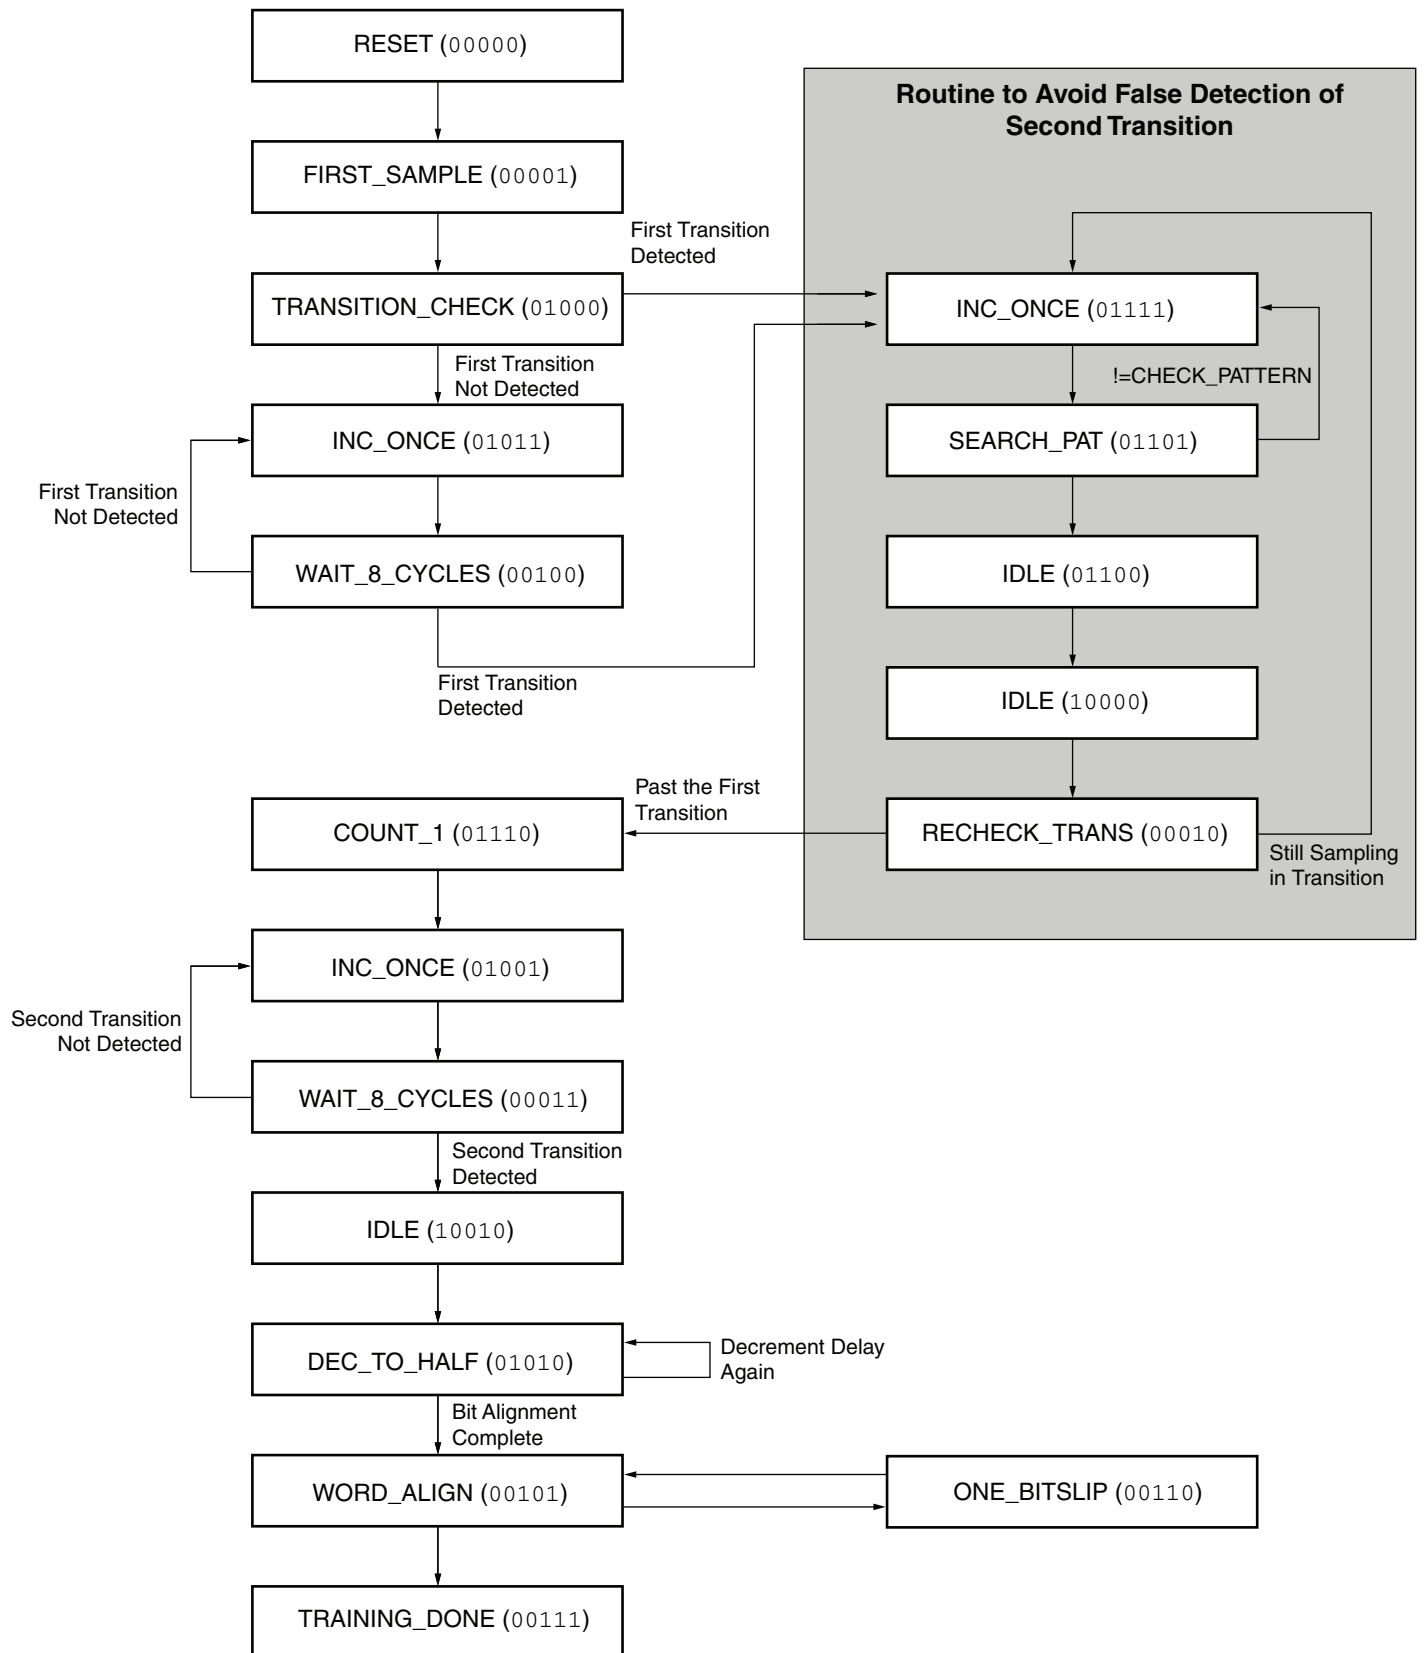 RESET (00000)
FIRST_SAMPLE (00001)
First Transition
Detected
TRANSITION_CHECK (01000)
First Transition
Not Detected
INC_ONCE (01011)
First Transition
Not Detected
WAIT_8_CYCLES (00100)
First Transition
Detected
Routine to Avoid False Detection of
Second Transition
INC_ONCE (01111)
!=CHECK_PATTERN
SEARCH_PAT (01101)
IDLE (01100)
IDLE (10000)
RECHECK_TRANS (00010)
Still Sampling
in Transition
Past the First
Transition
COUNT_1 (01110)
INC_ONCE (01001)
Second Transition
Not Detected
WAIT_8_CYCLES (00011)
Second Transition
Detected
IDLE (10010)
DEC_TO_HALF (01010)
Decrement Delay
Again
Bit Alignment
Complete
WORD_ALIGN (00101)
ONE_BITSLIP (00110)
TRAINING_DONE (00111)